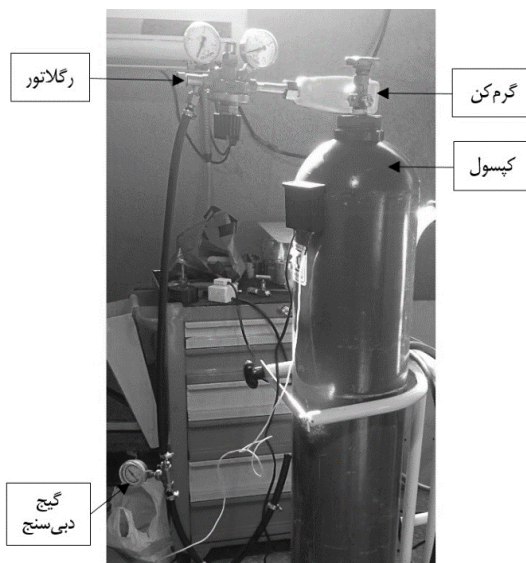 رگلاتور
گرم‌کن
کپسول
گیج
دبی‌سنج